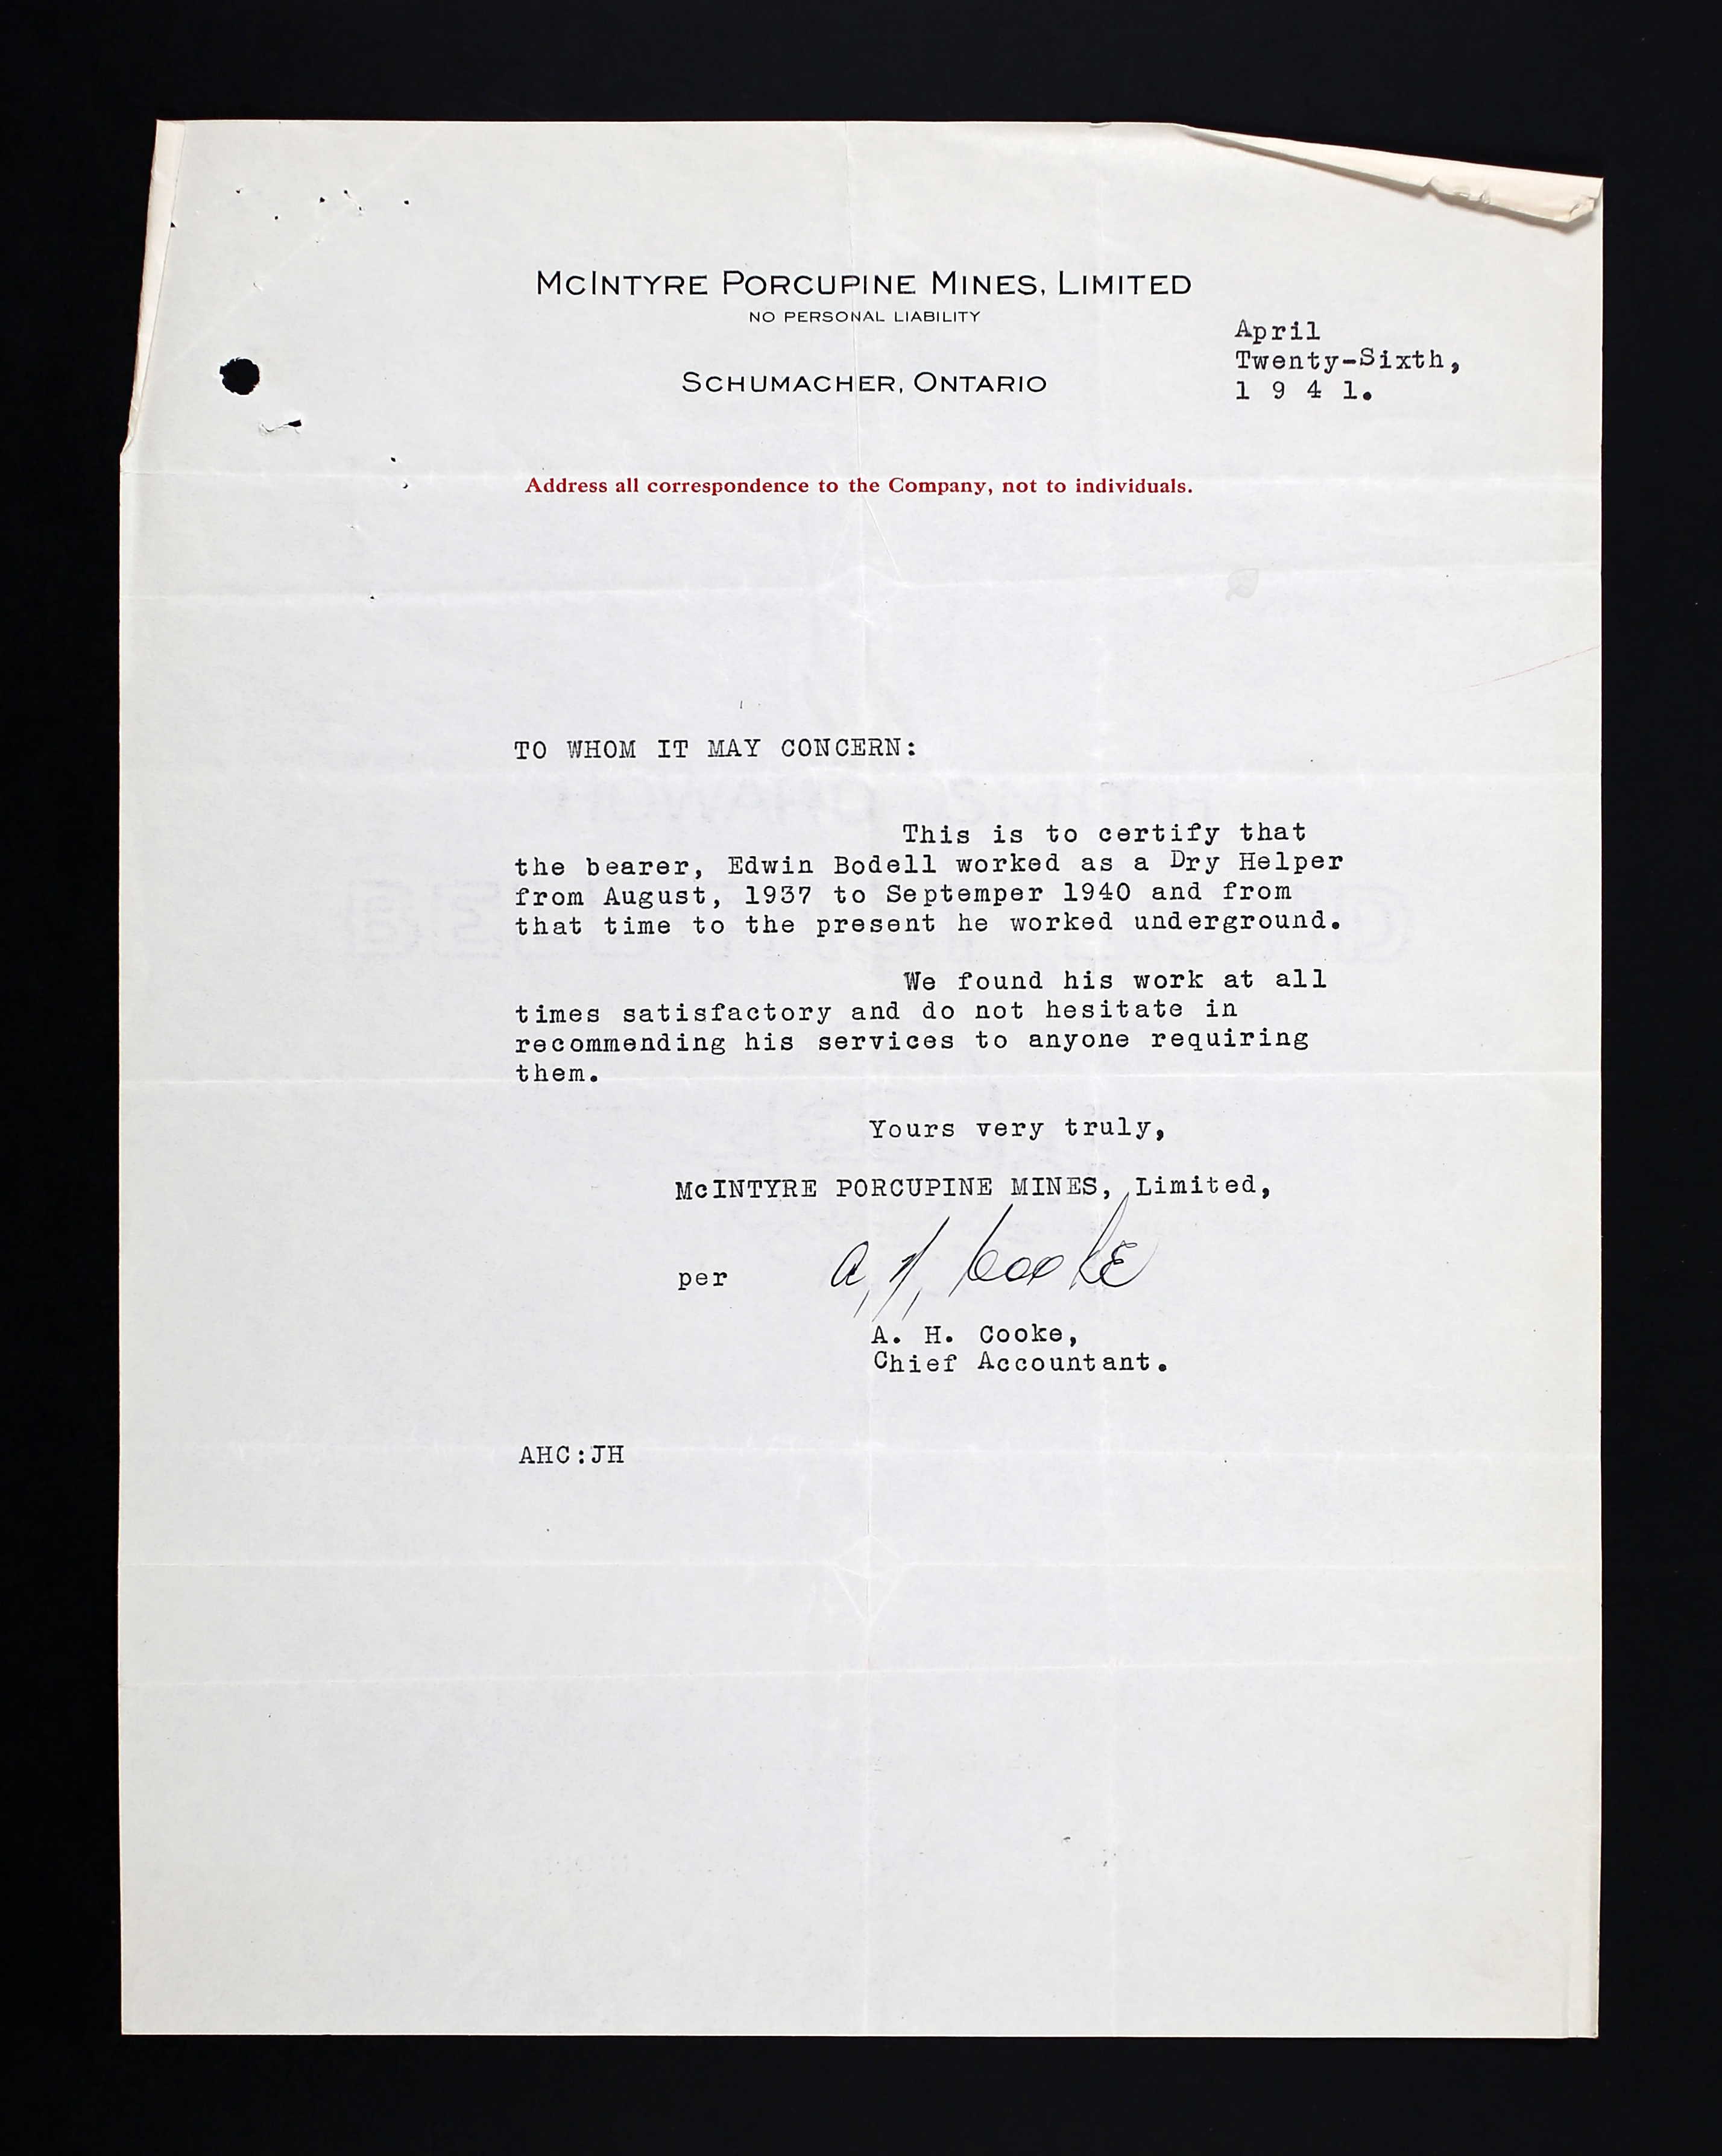 McIntyre Porcupine Mines, Limited
NO PERSONAL LIABILITY
Schumacher, Ontario
April
Twenty-Sixth,
1 9 4 1.
Address all correspondence to the Company, not to individuals.
TO WHOM IT MAY CONCERN:
This is to certify that
the bearer, Edwin Bodell worked as a Dry Helper
from August, 1937 to Septemper 1940 and from
that time to the present he worked underground.
We found his work at all
times satisfactory and do not hesitate in
recommending his services to anyone requiring
them.
Yours very truly,
McINTYRE PORCUPINE MINES, Limited,
per A. H. Cooke
A. H. Cooke,
Chief Accountant.
AHC:JH